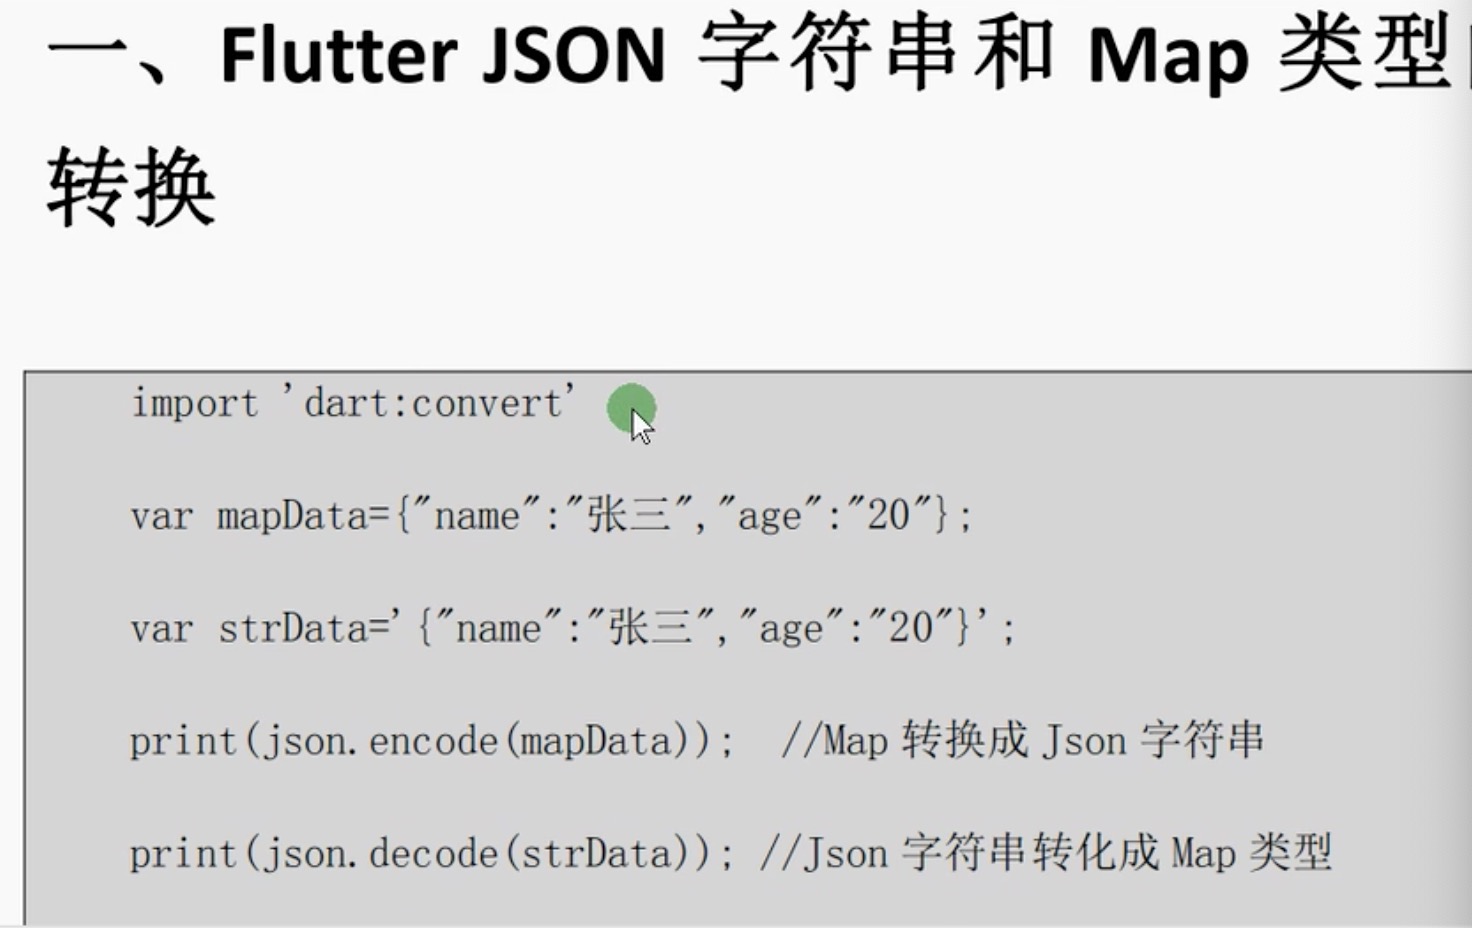 一、Flutter JSON 字符串和 Map 类型
转换
import 'dart:convert'
var mapData={"name":"张三","age":"20"};
var strData='{"name":"张三","age":"20"}';
print(json.encode(mapData)); //Map 转换成 Json 字符串
print(json.decode(strData)); //Json 字符串转化成 Map 类型